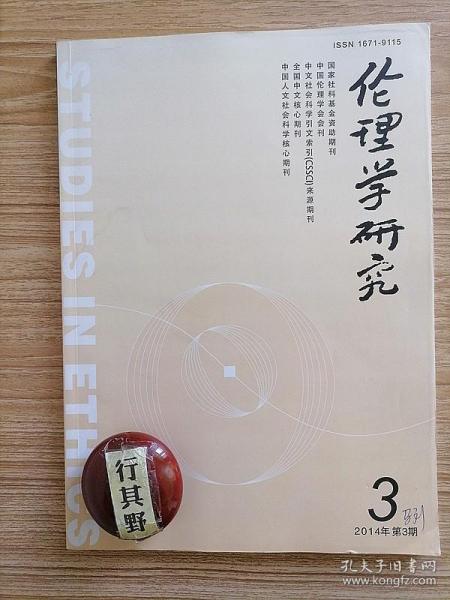 ISSN 1671-9115
伦理学研究
国家社科基金资助期刊
中国伦理学会会刊
中文社会科学引文索引(CSSCI)来源期刊
全国中文核心期刊
中国人文社会科学核心期刊
STUDIES IN ETHICS
行其野
3
2014年第3期
孔夫子旧书网
www.kongfz.com